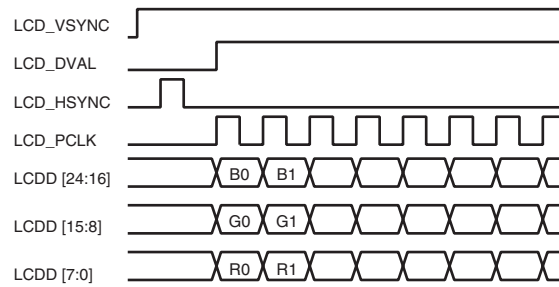 LCD_VSYNC
LCD_DVAL
LCD_HSYNC
LCD_PCLK
LCDD [24:16] B0 B1
LCDD [15:8] G0 G1
LCDD [7:0] R0 R1